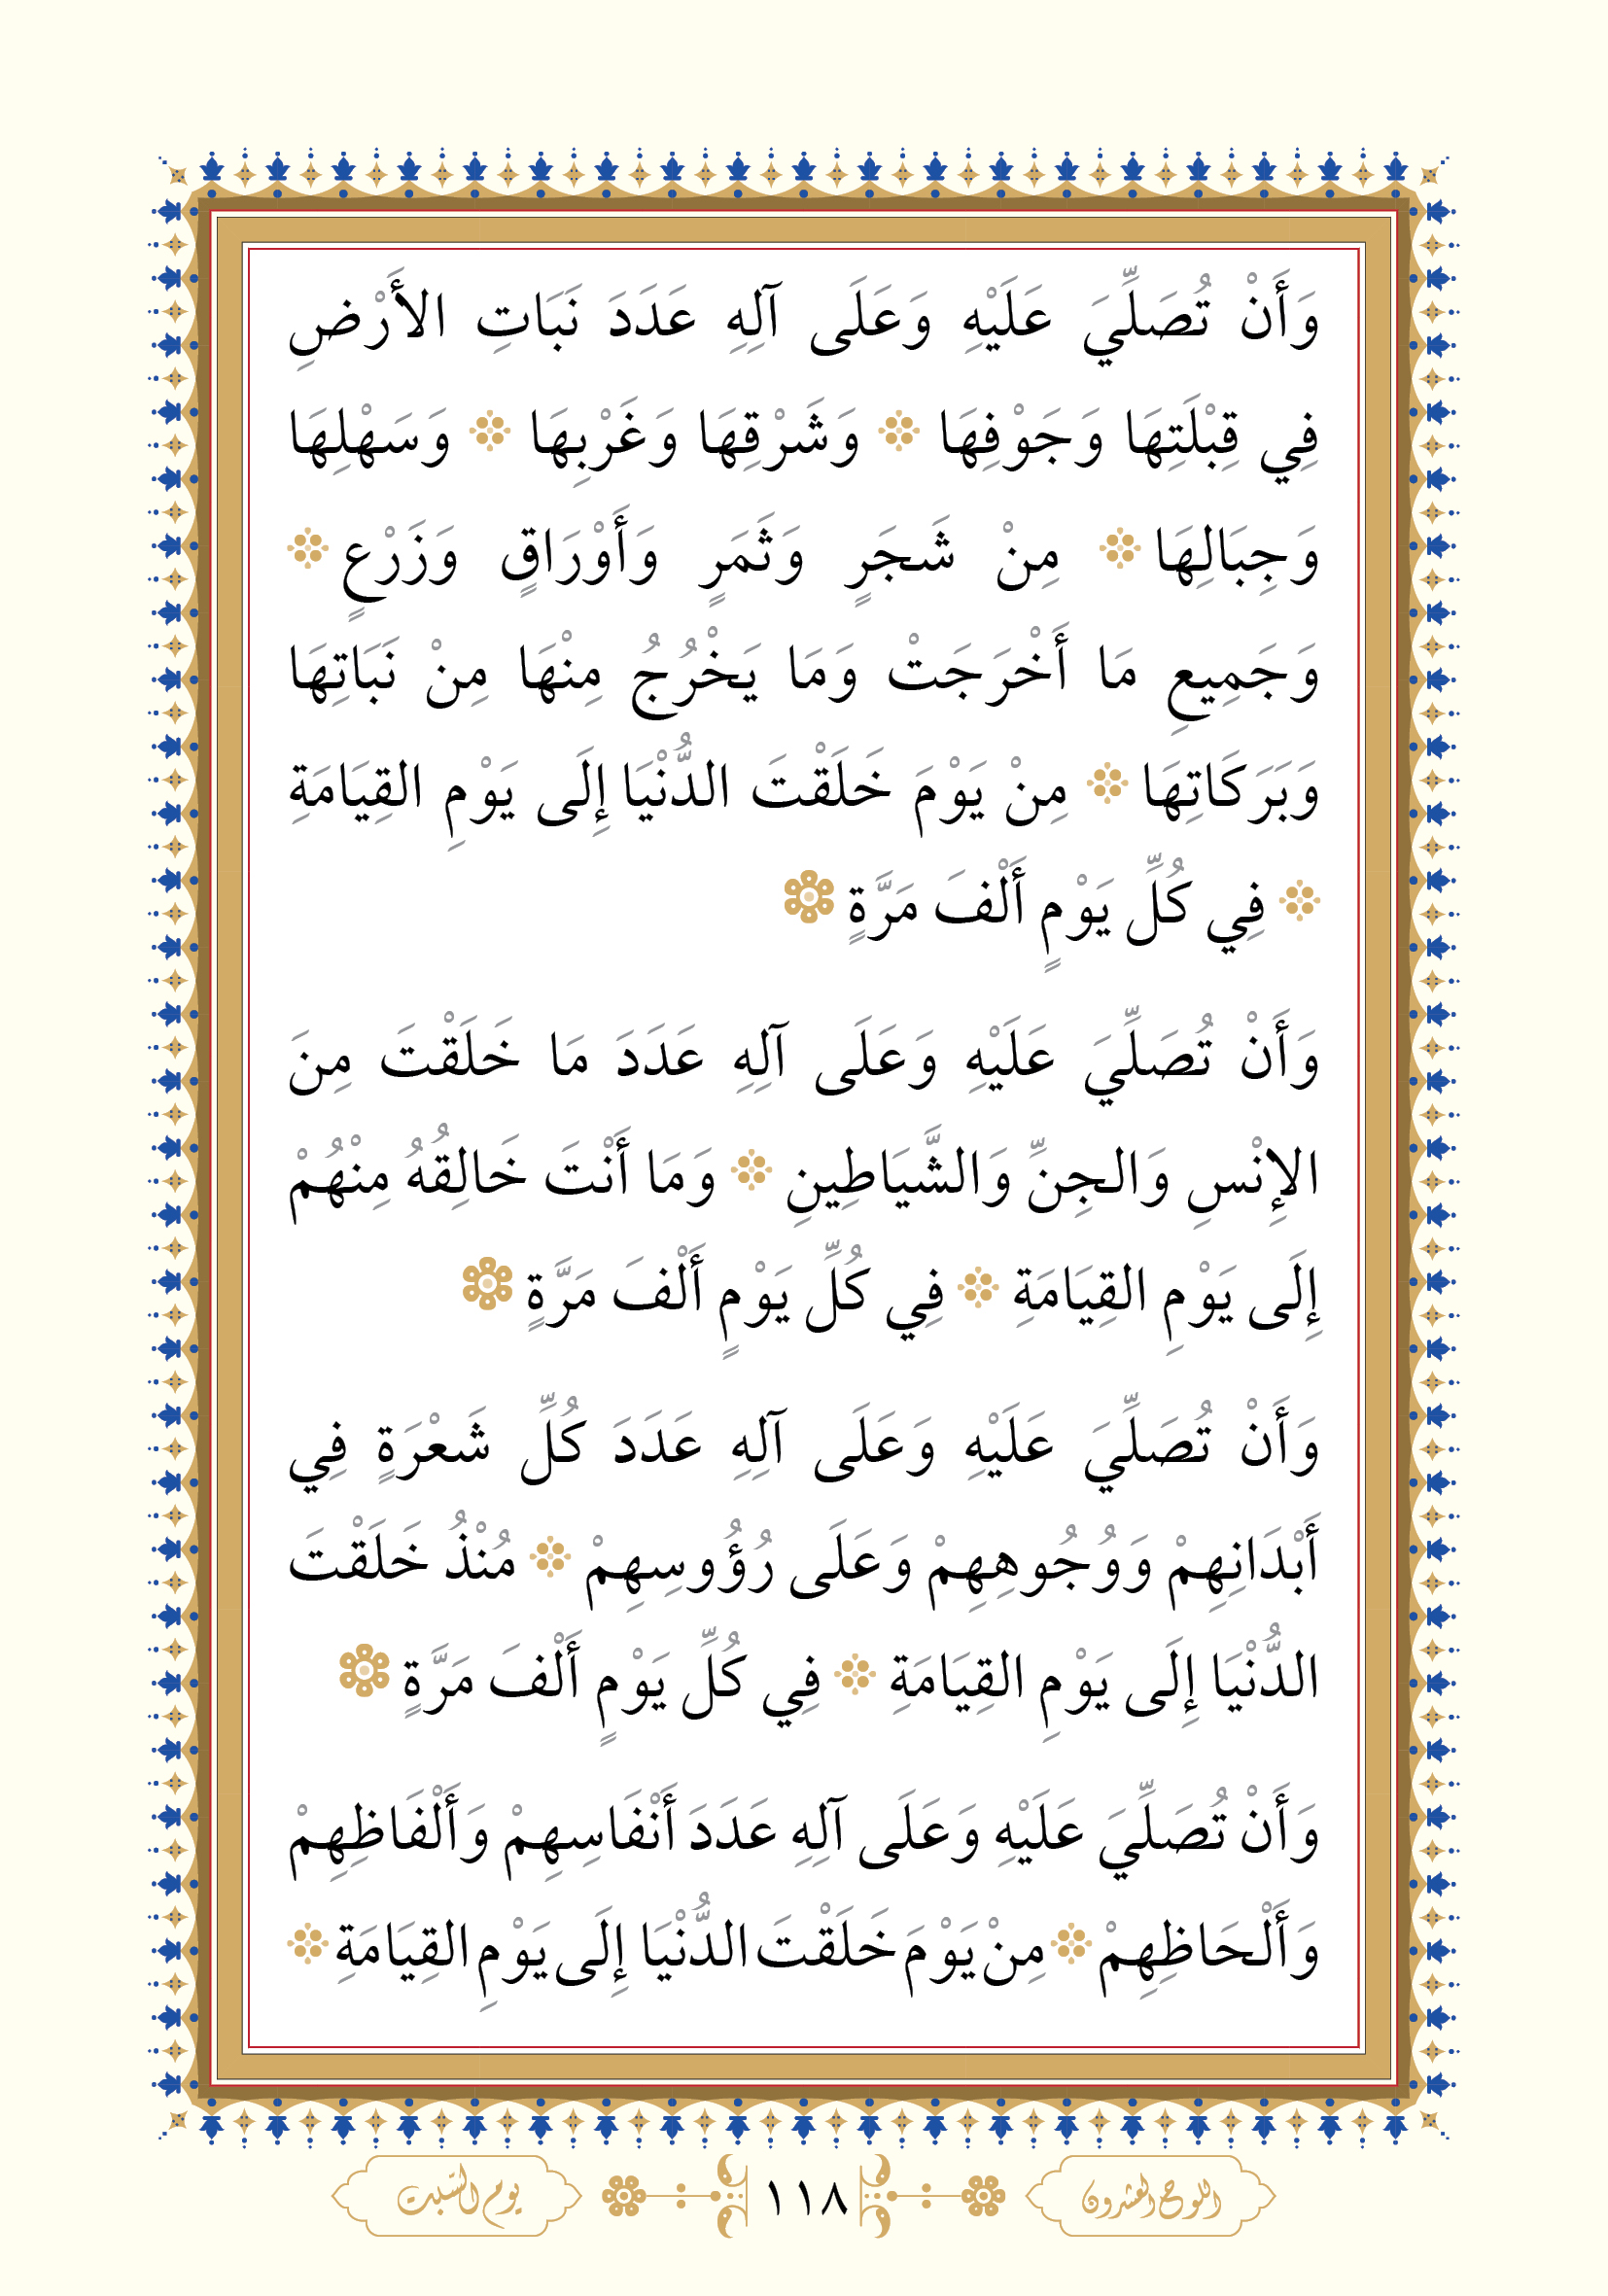 وَأَنْ تُصَلِّيَ عَلَيْهِ وَعَلَى آلِهِ عَدَدَ نَبَاتِ الأَرْضِ
فِي قِبْلَتِهَا وَجَوْفِهَا وَشَرْقِهَا وَغَرْبِهَا وَسَهْلِهَا
وَجِبَالِهَا مِنْ شَجَرٍ وَثَمَرٍ وَأَوْرَاقٍ وَزَرْعٍ
وَجَمِيعِ مَا أَخْرَجَتْ وَمَا يَخْرُجُ مِنْهَا مِنْ نَبَاتِهَا
وَبَرَكَاتِهَا مِنْ يَوْمَ خَلَقْتَ الدُّنْيَا إِلَى يَوْمِ القِيَامَةِ
فِي كُلِّ يَوْمٍ أَلْفَ مَرَّةٍ
وَأَنْ تُصَلِّيَ عَلَيْهِ وَعَلَى آلِهِ عَدَدَ مَا خَلَقْتَ مِنَ
الإِنْسِ وَالجِنِّ وَالشَّيَاطِينِ وَمَا أَنْتَ خَالِقُهُ مِنْهُمْ
إِلَى يَوْمِ القِيَامَةِ فِي كُلِّ يَوْمٍ أَلْفَ مَرَّةٍ
وَأَنْ تُصَلِّيَ عَلَيْهِ وَعَلَى آلِهِ عَدَدَ كُلِّ شَعْرَةٍ فِي
أَبْدَانِهِمْ وَوُجُوهِهِمْ وَعَلَى رُؤُوسِهِمْ مُنْذُ خَلَقْتَ
الدُّنْيَا إِلَى يَوْمِ القِيَامَةِ فِي كُلِّ يَوْمٍ أَلْفَ مَرَّةٍ
وَأَنْ تُصَلِّيَ عَلَيْهِ وَعَلَى آلِهِ عَدَدَ أَنْفَاسِهِمْ وَأَلْفَاظِهِمْ
وَأَلْحَاظِهِمْ مِنْ يَوْمَ خَلَقْتَ الدُّنْيَا إِلَى يَوْمِ القِيَامَةِ
اللوح العشرون ١١٨ يوم السّبت